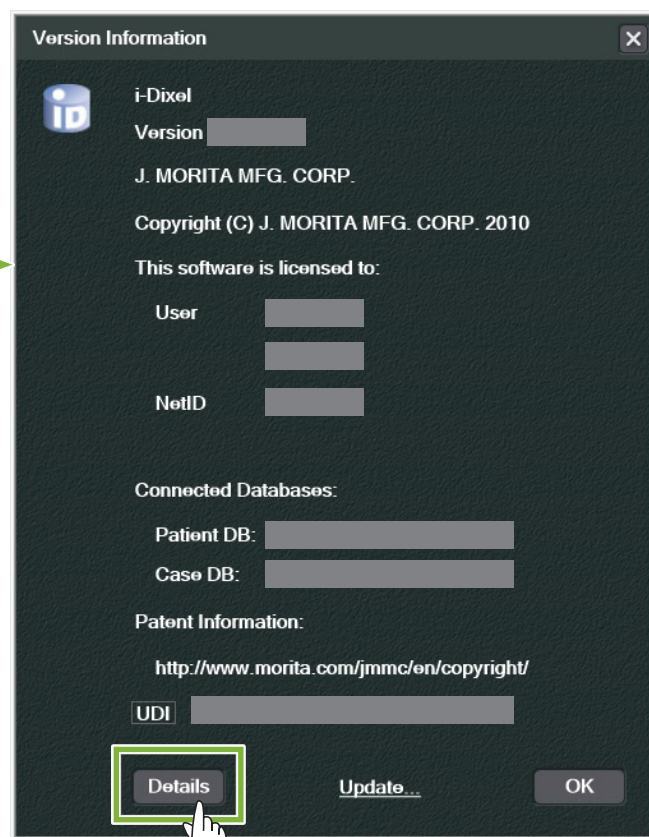 Version Information
iD
i-Dixel
Version
J. MORITA MFG. CORP.
Copyright (C) J. MORITA MFG. CORP. 2010
This software is licensed to:
User
NetID
Connected Databases:
Patient DB:
Case DB:
Patent Information:
http://www.morita.com/jmmc/en/copyright/
UDI
Details Update... OK